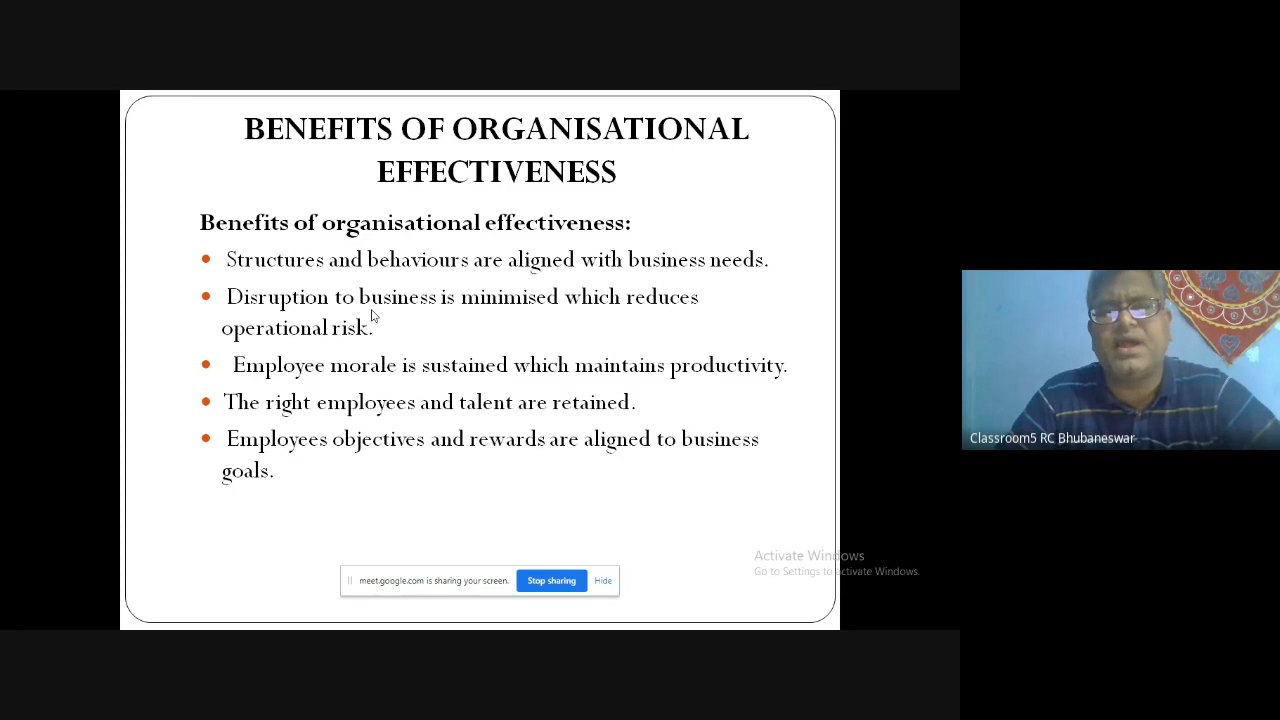 BENEFITS OF ORGANISATIONAL
EFFECTIVENESS
Benefits of organisational effectiveness:
Structures and behaviours are aligned with business needs.
Disruption to business is minimised which reduces
operational risk.
Employee morale is sustained which maintains productivity.
The right employees and talent are retained.
Employees objectives and rewards are aligned to business
goals.
meet.google.com is sharing your screen. Stop sharing Hide
Activate Windows
Go to Settings to activate Windows.
Classroom5 RC Bhubaneswar